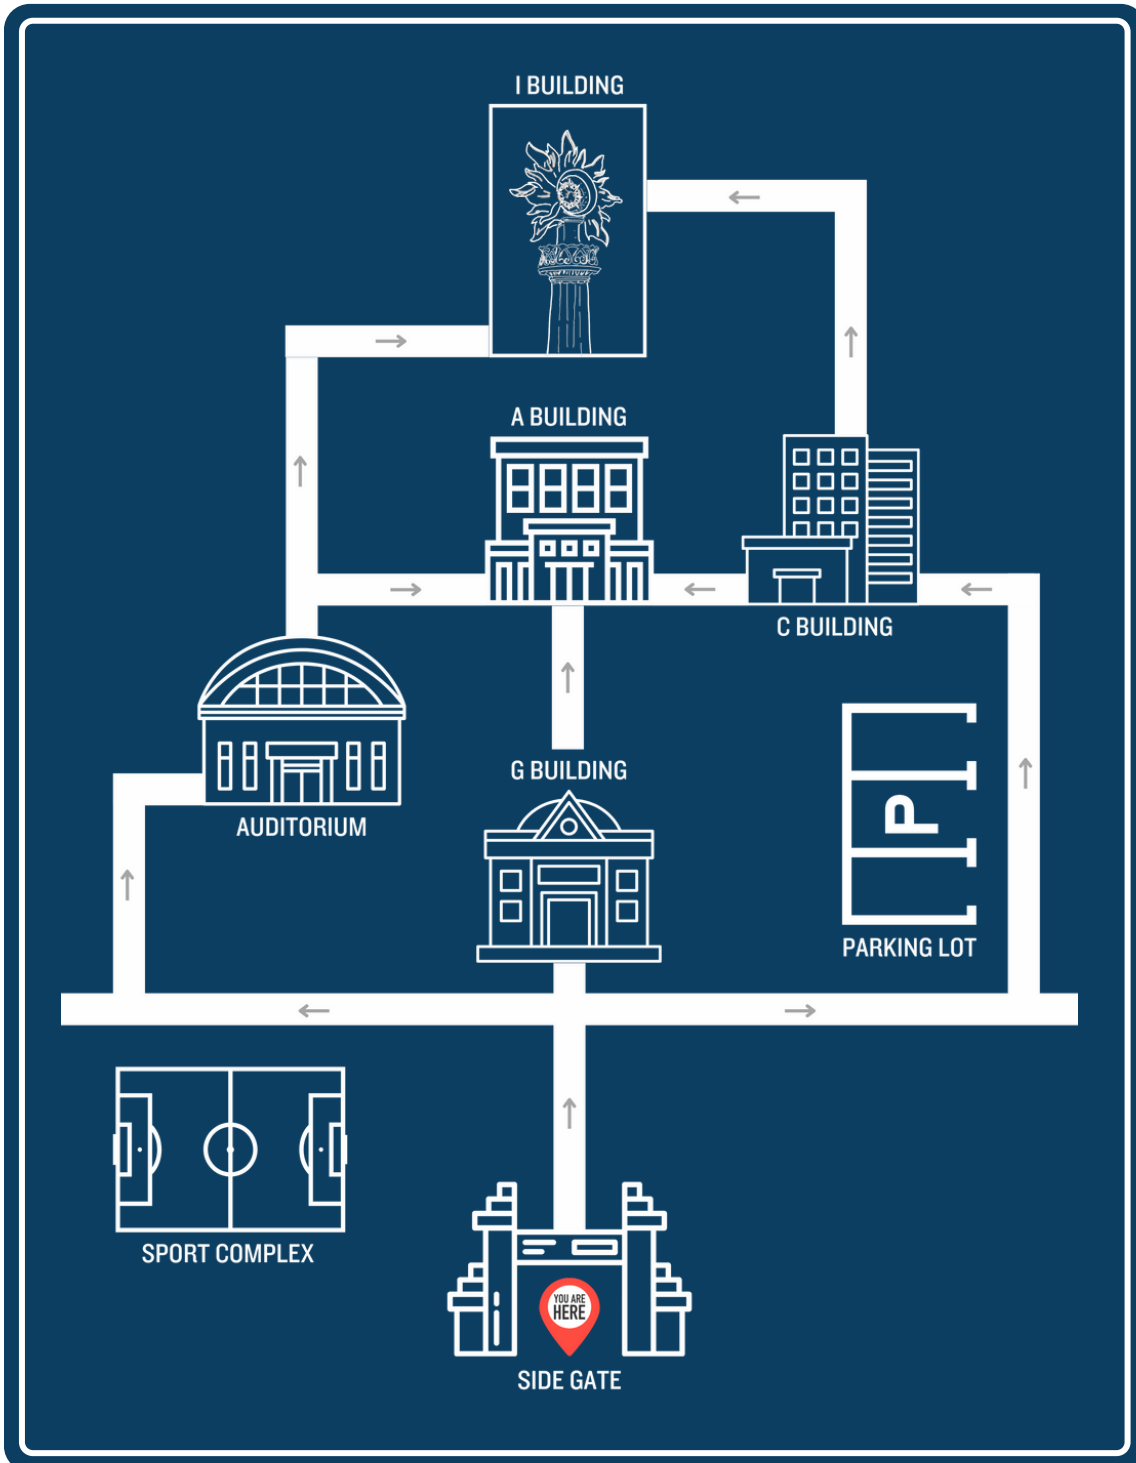 I BUILDING
A BUILDING
C BUILDING
G BUILDING
AUDITORIUM
P
PARKING LOT
SPORT COMPLEX
YOU ARE
HERE
SIDE GATE